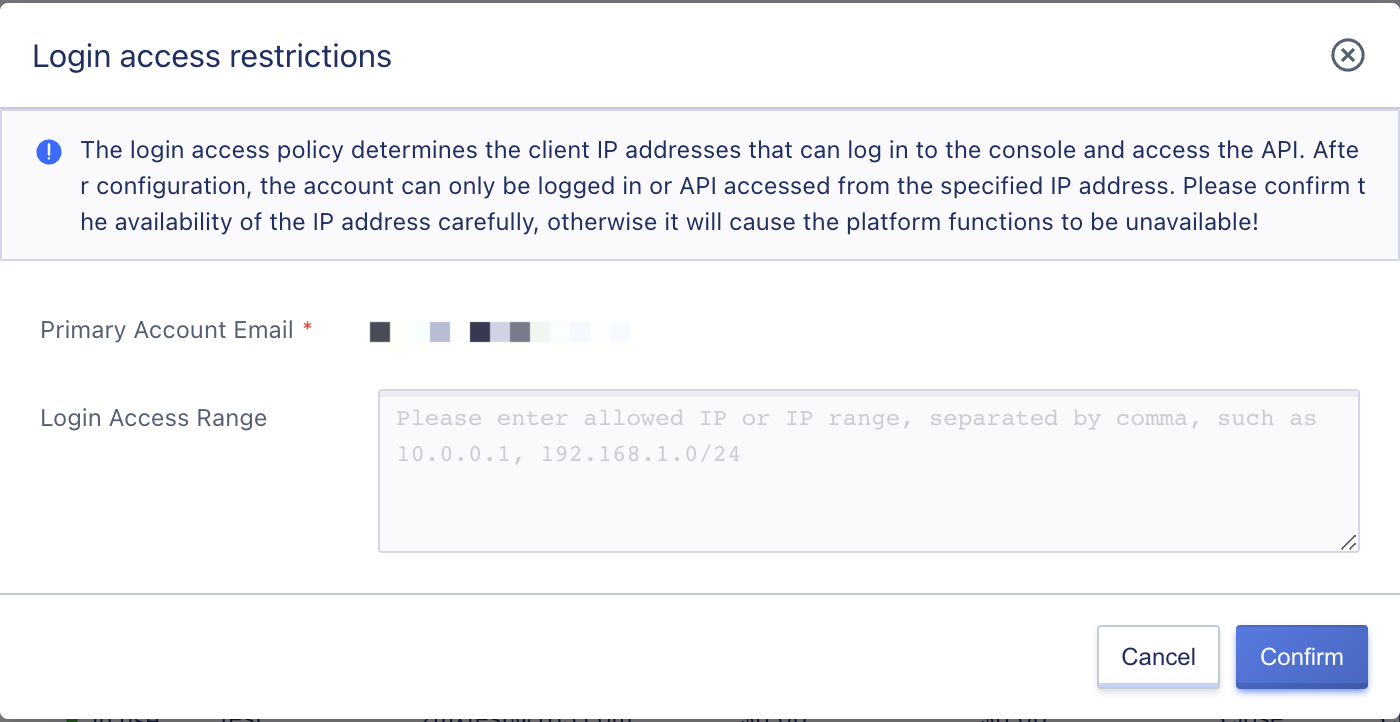 Login access restrictions
The login access policy determines the client IP addresses that can log in to the console and access the API. Afte
r configuration, the account can only be logged in or API accessed from the specified IP address. Please confirm t
he availability of the IP address carefully, otherwise it will cause the platform functions to be unavailable!
Primary Account Email *
Login Access Range
Please enter allowed IP or IP range, separated by comma, such as
10.0.0.1, 192.168.1.0/24
Cancel
Confirm